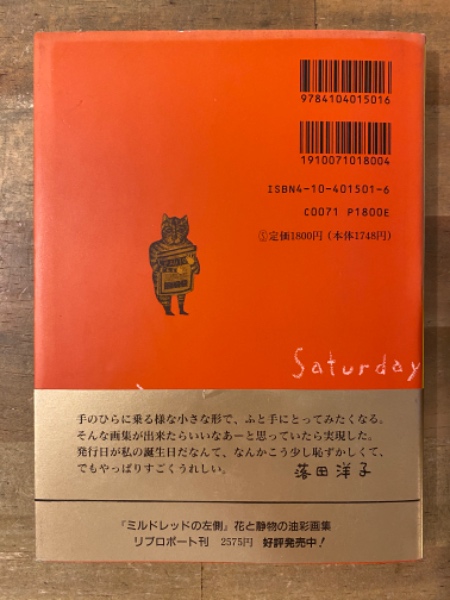 9784104015016
1910071018004
ISBN4-10-401501-6
C0071 P1800E
Ⓢ定価1800円(本体1748円)
Saturday
手のひらに乗る様な小さな形で、ふと手にとってみたくなる。
そんな画集が出来たらいいなあーと思っていたら実現した。
発行日が私の誕生日だなんて、なんかこう少し恥ずかしくて、
でもやっぱりすごくうれしい。
落田洋子
『ミルドレッドの左側』花と静物の油彩画集
リブロポート刊 2575円 好評発売中!